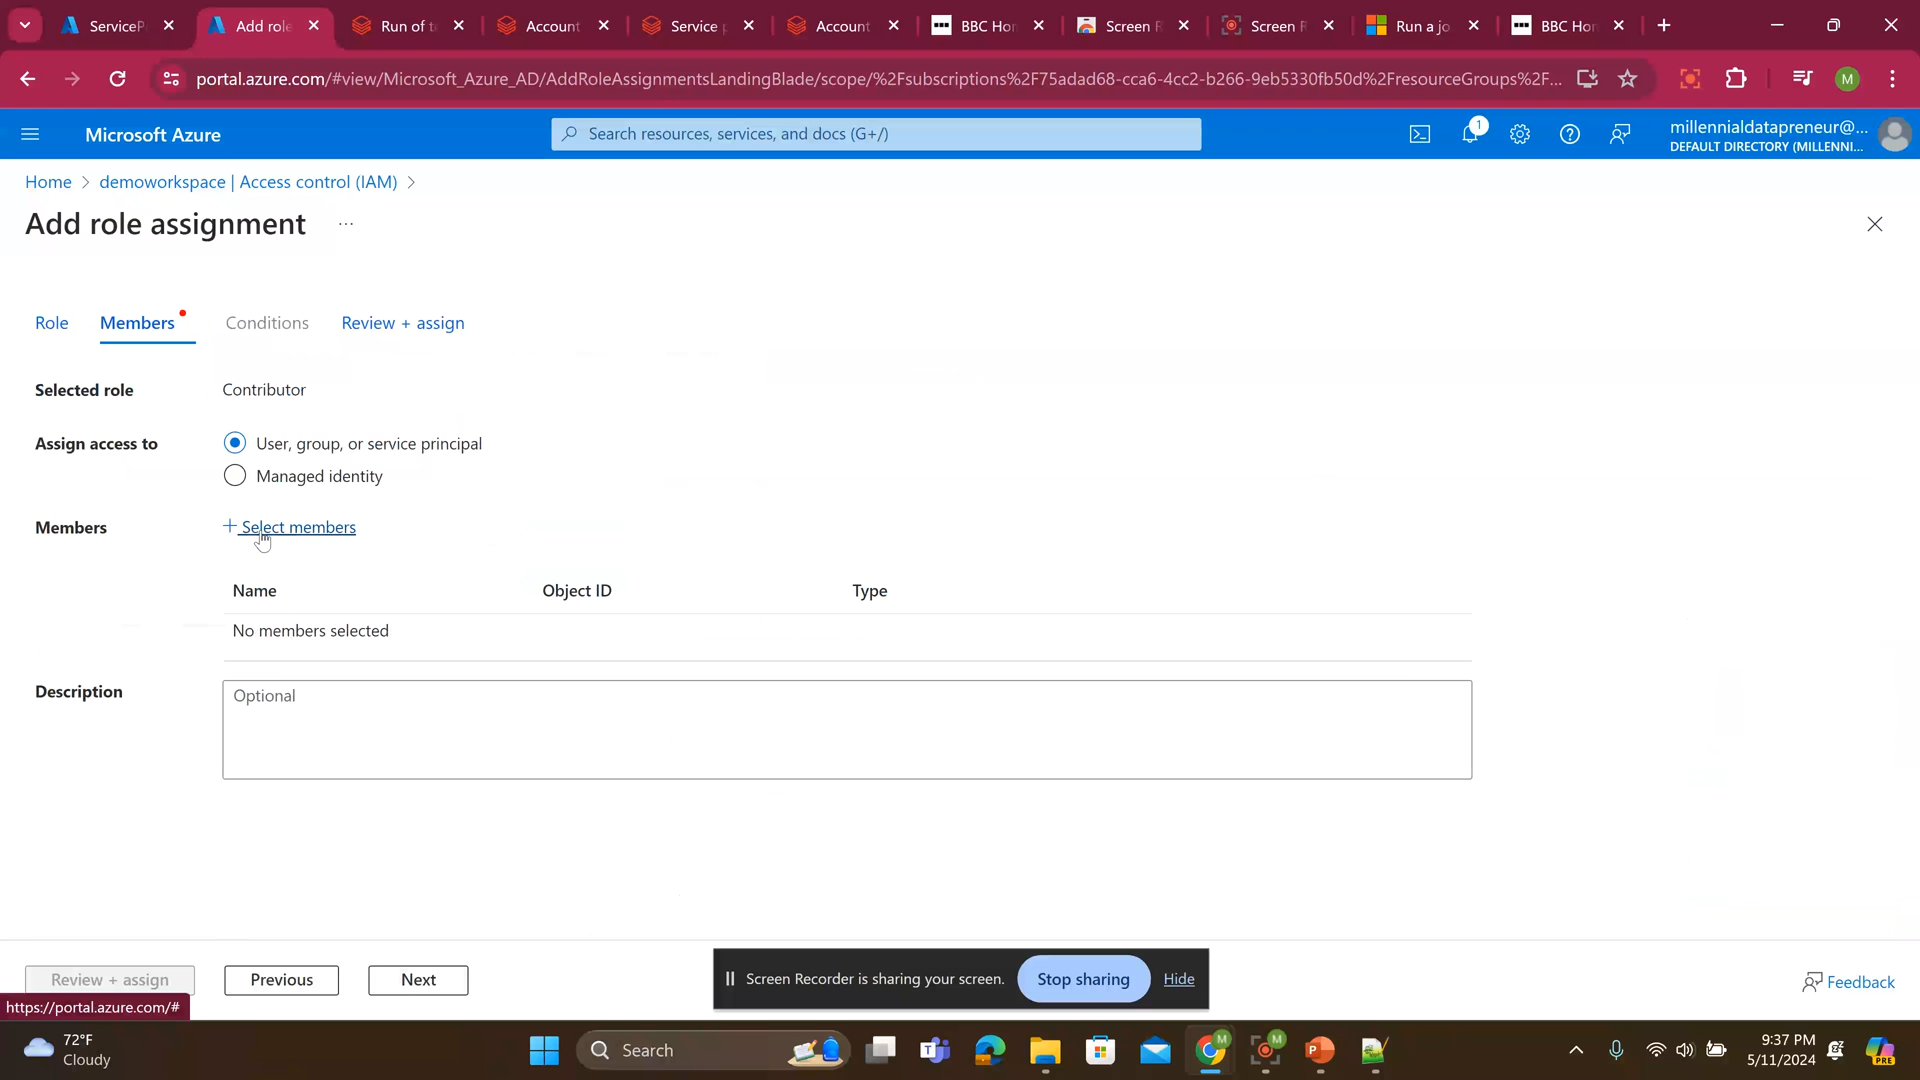 ServiceP
Add role
Run of te
Account
Service p
Account
BBC Hon
Screen R
Screen R
Run a jo
BBC Hon
portal.azure.com/#view/Microsoft_Azure_AD/AddRoleAssignmentsLandingBlade/scope/%2Fsubscriptions%2F75adad68-cca6-4cc2-b266-9eb5330fb50d%2FresourceGroups%2F...
M
Microsoft Azure
Search resources, services, and docs (G+/)
1
millennialdatapreneur@...
DEFAULT DIRECTORY (MILLENNI...
Home > demoworkspace | Access control (IAM) >
Add role assignment ...
Role
Members
Conditions
Review + assign
Selected role
Contributor
Assign access to
User, group, or service principal
Managed identity
Members
+ Select members
Name
Object ID
Type
No members selected
Description
Optional
Review + assign
Previous
Next
Screen Recorder is sharing your screen.
Stop sharing
Hide
Feedback
https://portal.azure.com/#
72°F
Cloudy
Search
9:37 PM
5/11/2024
PRE